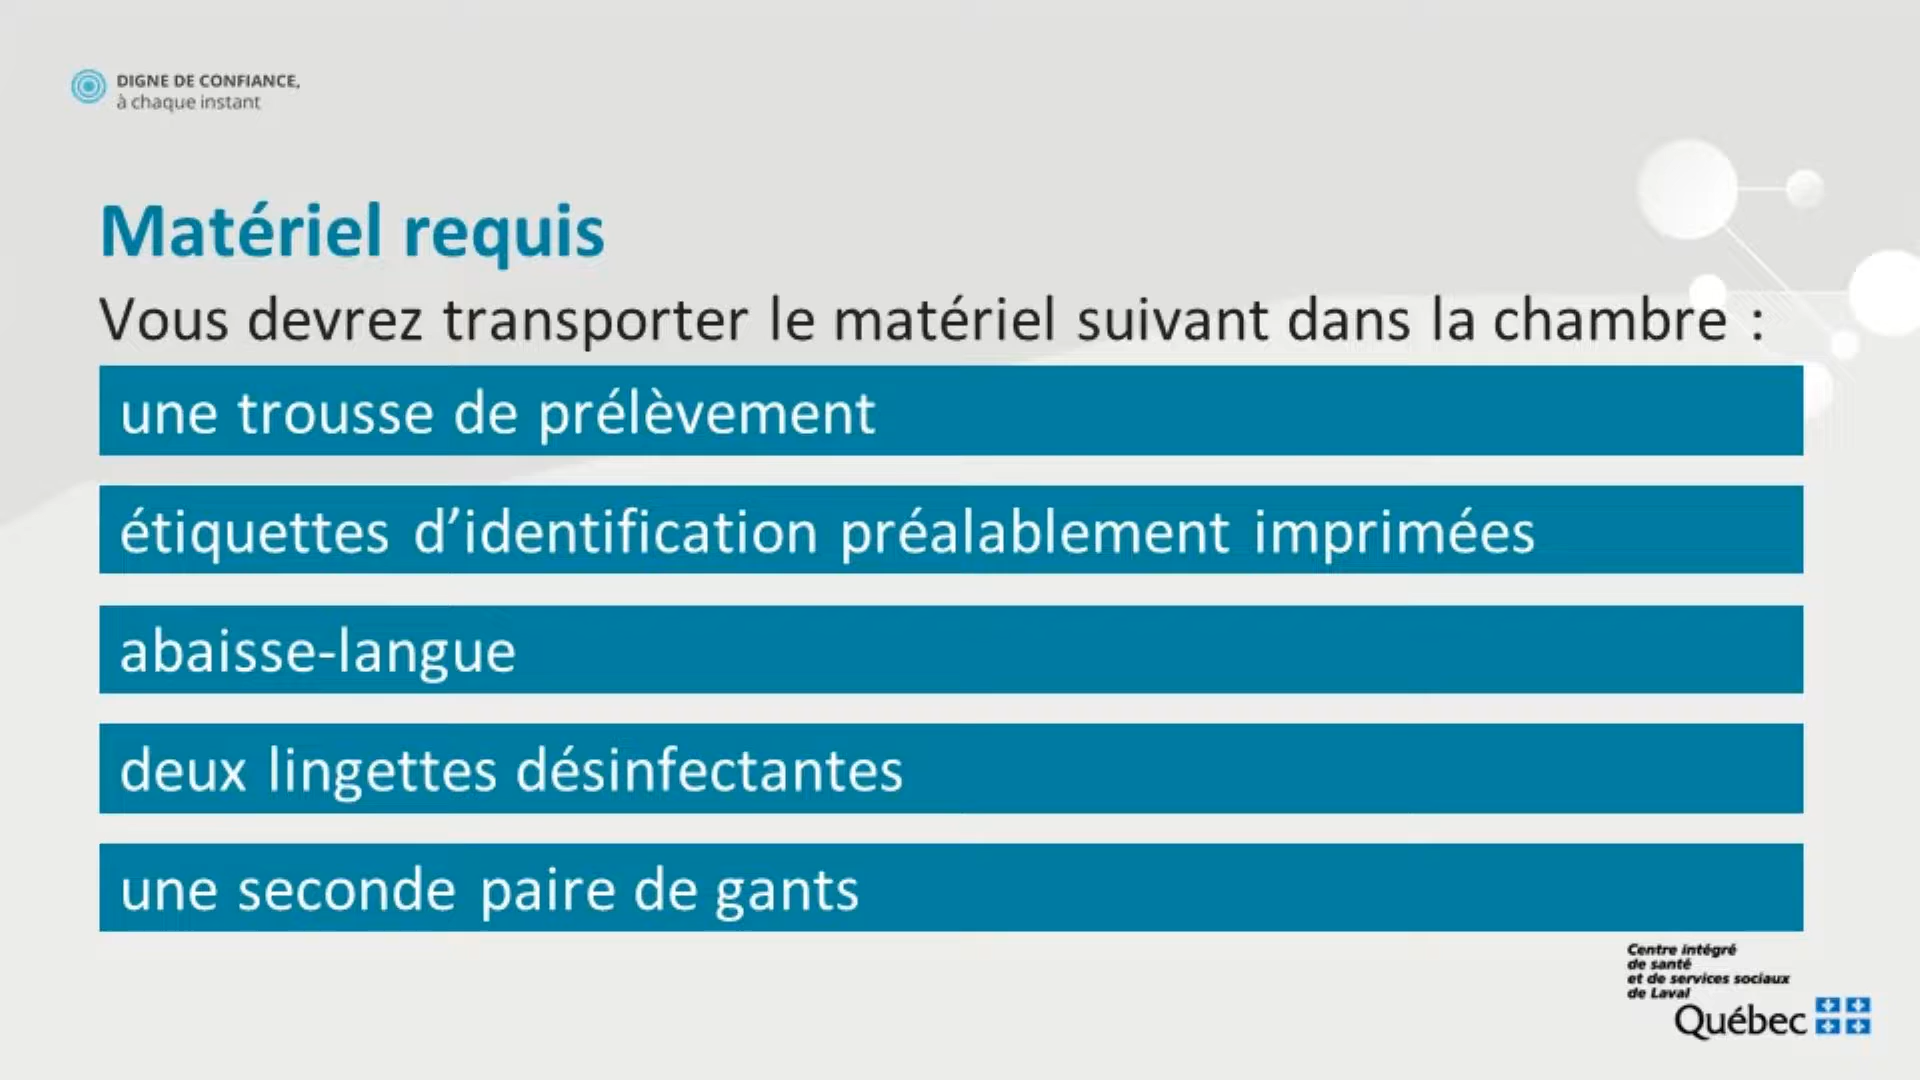 DIGNE DE CONFIANCE,
à chaque instant
Matériel requis
Vous devrez transporter le matériel suivant dans la chambre :
une trousse de prélèvement
étiquettes d’identification préalablement imprimées
abaisse-langue
deux lingettes désinfectantes
une seconde paire de gants
Centre intégré
de santé
et de services sociaux
de Laval
Québec